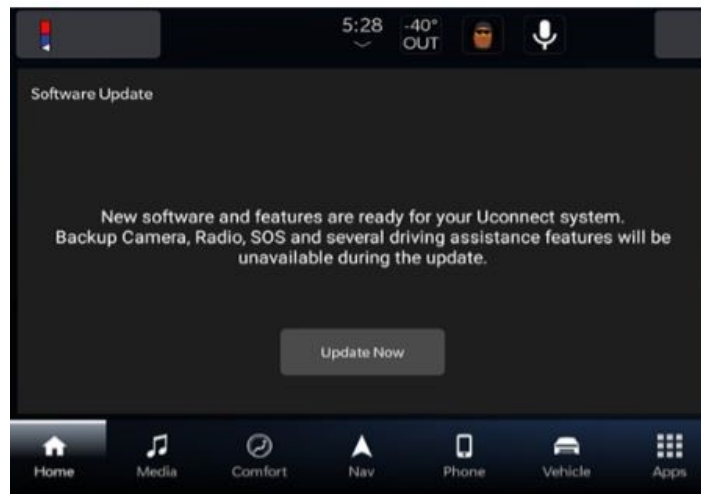 5:28
-40°
OUT
Software Update
New software and features are ready for your Uconnect system.
Backup Camera, Radio, SOS and several driving assistance features will be
unavailable during the update.
Update Now
Home Media Comfort Nav Phone Vehicle Apps